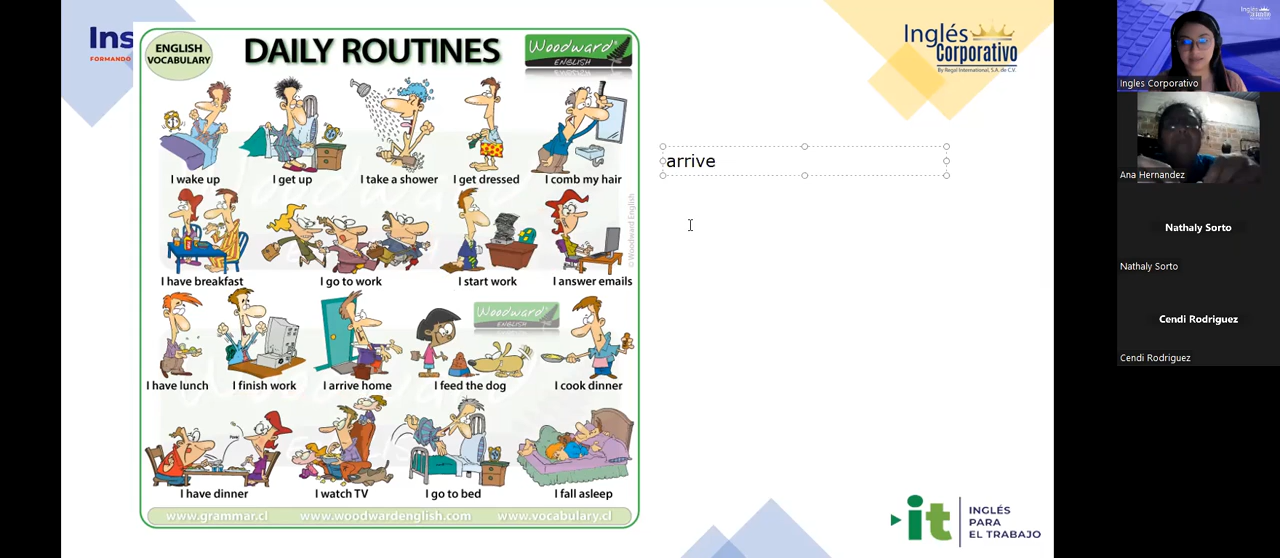 Ins
FORMANDO
ENGLISH
VOCABULARY
DAILY ROUTINES
Woodward
ENGLISH
Inglés
Corporativo
By Regal International, S.A. de C.V.
I wake up
I get up
I take a shower
I get dressed
I comb my hair
arrive
I have breakfast
I go to work
I start work
I answer emails
© Woodward English
Woodward
ENGLISH
I have lunch
I finish work
I arrive home
I feed the dog
I cook dinner
I have dinner
I watch TV
I go to bed
I fall asleep
www.grammar.cl
www.woodwardenglish.com
www.vocabulary.cl
it
INGLÉS
PARA
EL TRABAJO
Ingles Corporativo
Ana Hernandez
Nathaly Sorto
Nathaly Sorto
Cendi Rodriguez
Cendi Rodriguez